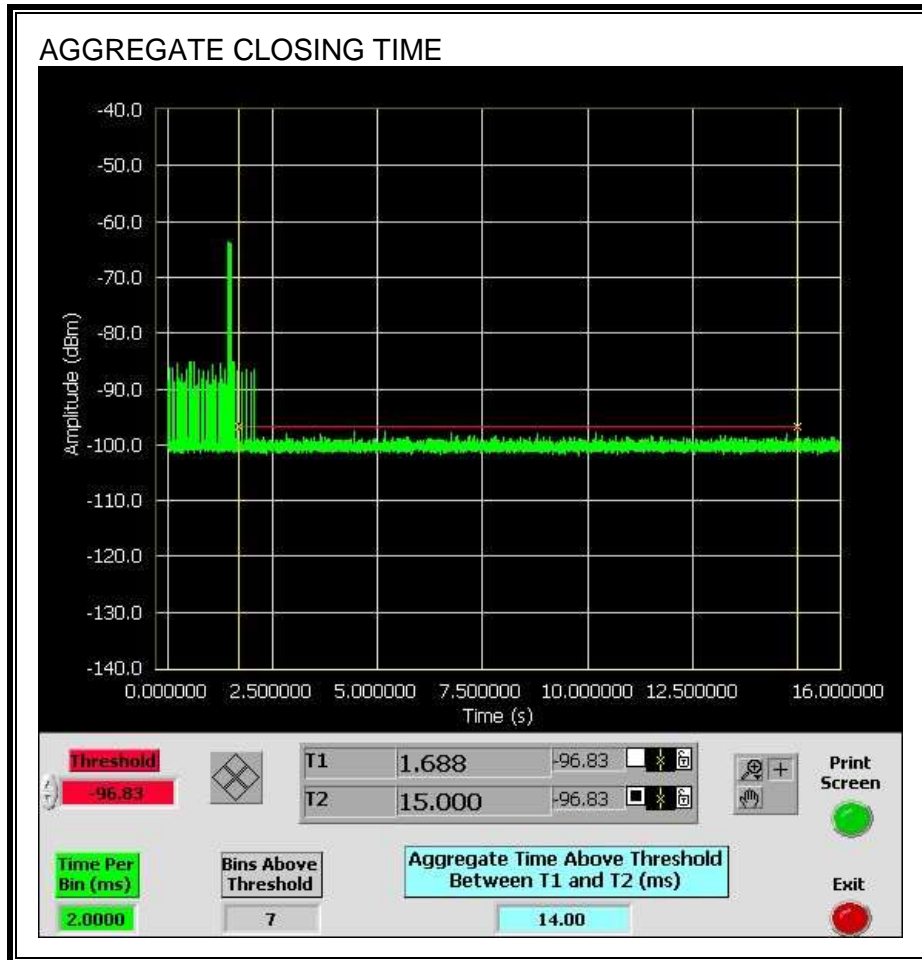 AGGREGATE CLOSING TIME
-40.0
-50.0
-60.0
-70.0
-80.0
-90.0
-100.0
-110.0
-120.0
-130.0
-140.0
Amplitude (dBm)
0.000000 2.500000 5.000000 7.500000 10.000000 12.500000 16.000000
Time (s)
Threshold
-96.83
T1 1.688 -96.83
T2 15.000 -96.83
Print
Screen
Time Per
Bin (ms)
2.0000
Bins Above
Threshold
7
Aggregate Time Above Threshold
Between T1 and T2 (ms)
14.00
Exit